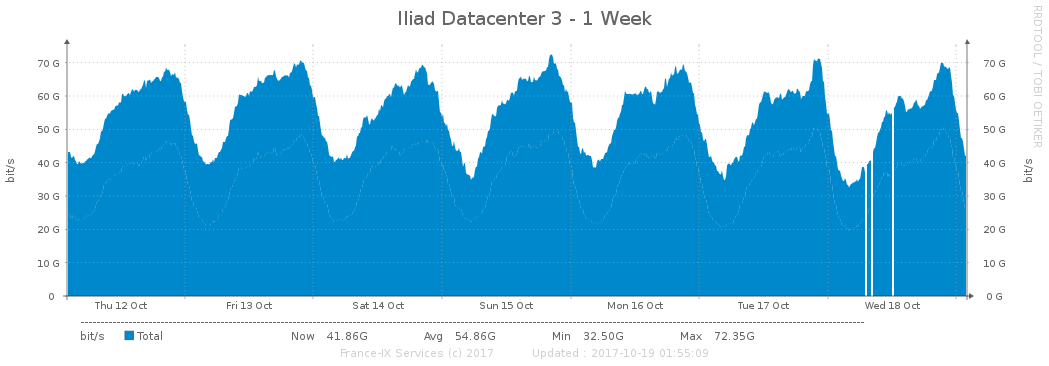 Iliad Datacenter 3 - 1 Week
RRDTOOL / TOBI OETIKER
70 G 70 G
60 G 60 G
50 G 50 G
40 G 40 G
30 G 30 G
20 G 20 G
10 G 10 G
0 0 G
bit/s bit/s
Thu 12 Oct Fri 13 Oct Sat 14 Oct Sun 15 Oct Mon 16 Oct Tue 17 Oct Wed 18 Oct
bit/s Total Now 41.86G Avg 54.86G Min 32.50G Max 72.35G
France-IX Services (c) 2017 Updated : 2017-10-19 01:55:09